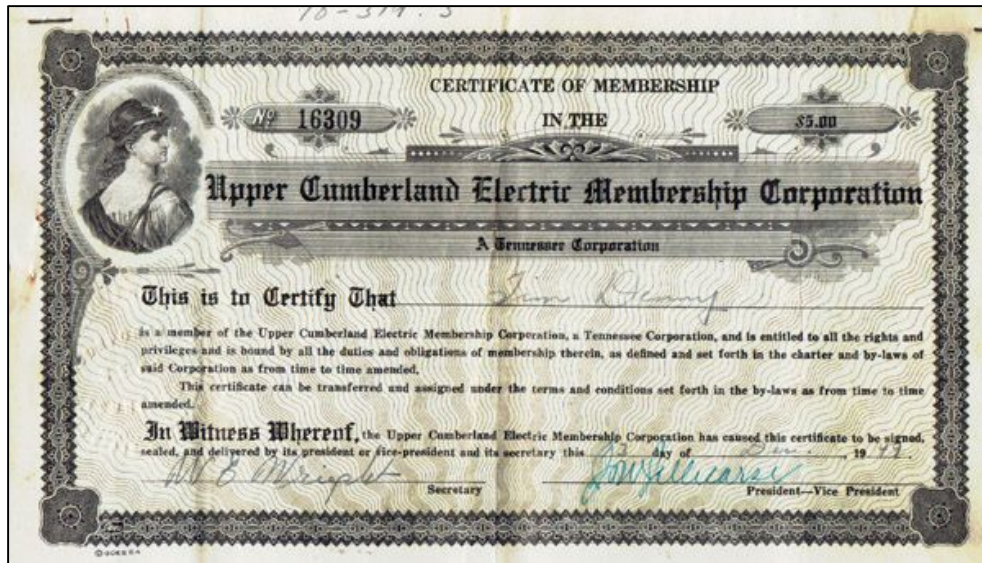 CERTIFICATE OF MEMBERSHIP
IN THE
No 16309
$5.00
Upper Cumberland Electric Membership Corporation
A Tennessee Corporation
This is to Certify That Tim Denny
is a member of the Upper Cumberland Electric Membership Corporation, a Tennessee Corporation, and is entitled to all the rights and
privileges and is bound by all the duties and obligations of membership therein, as defined and set forth in the charter and by-laws of
said Corporation as from time to time amended.
This certificate can be transferred and assigned under the terms and conditions set forth in the by-laws as from time to time
amended.
In Witness Whereof, the Upper Cumberland Electric Membership Corporation has caused this certificate to be signed,
sealed, and delivered by its president or vice-president and its secretary this day of , 19
W E Wright
Secretary
President—Vice President